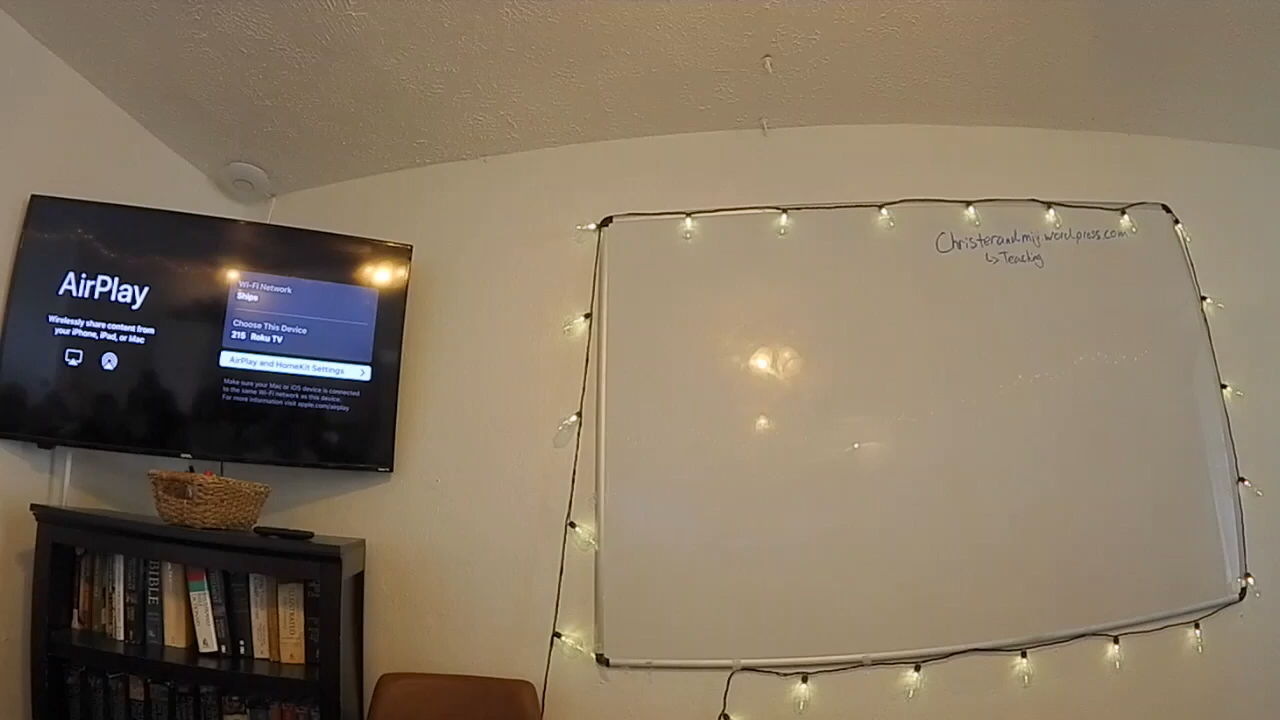 AirPlay
Wirelessly share content from
your iPhone, iPad, or Mac
Wi-Fi Network
Ships
Choose This Device
215 Roku TV
AirPlay and HomeKit Settings
Make sure your Mac or iOS device is connected
to the same Wi-Fi network as this device.
For more information visit apple.com/airplay
Christerandmij.wordpress.com
↳ Teaching
BIBLE